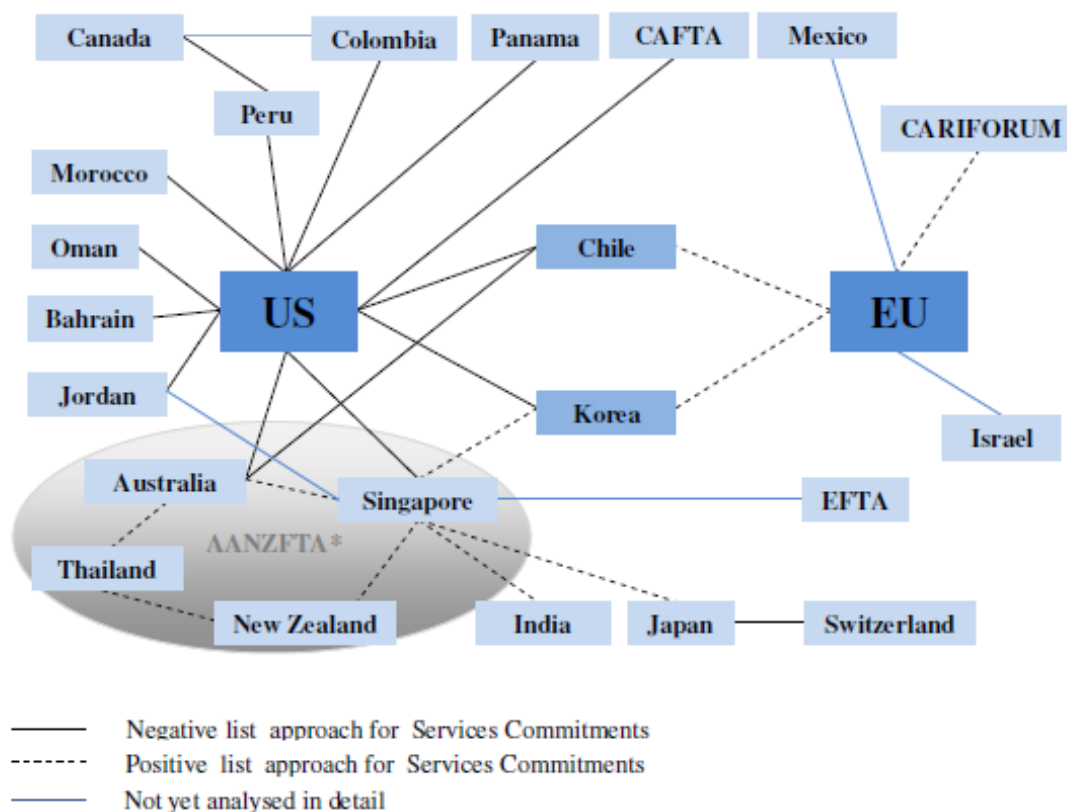 Canada
Colombia
Panama
CAFTA
Mexico
Peru
CARIFORUM
Morocco
Oman
Chile
US
EU
Bahrain
Jordan
Korea
Israel
Australia
Singapore
EFTA
AANZFTA*
Thailand
New Zealand
India
Japan
Switzerland
Negative list approach for Services Commitments
Positive list approach for Services Commitments
Not yet analysed in detail